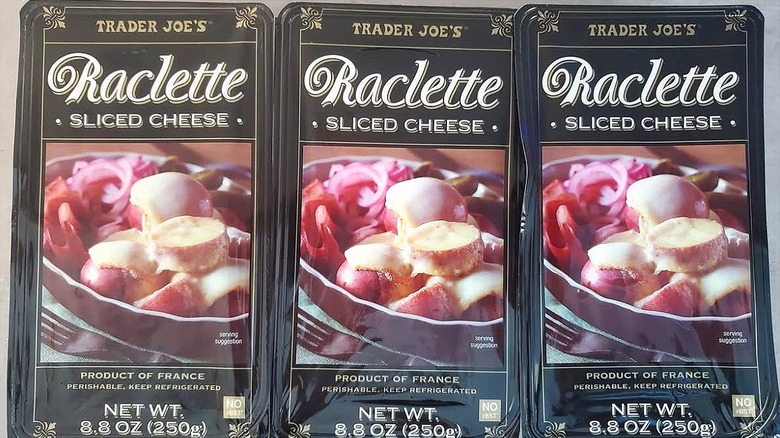 TRADER JOE'S
Raclette
• SLICED CHEESE •
serving
suggestion
PRODUCT OF FRANCE
PERISHABLE, KEEP REFRIGERATED
NET WT.
8.8 OZ (250g)
NO
rBST
TRADER JOE'S
Raclette
• SLICED CHEESE •
serving
suggestion
PRODUCT OF FRANCE
PERISHABLE, KEEP REFRIGERATED
NET WT.
8.8 OZ (250g)
NO
rBST
TRADER JOE'S
Raclette
• SLICED CHEESE •
serving
suggestion
PRODUCT OF FRANCE
PERISHABLE, KEEP REFRIGERATED
NET WT.
8.8 OZ (250g)
NO
rBST